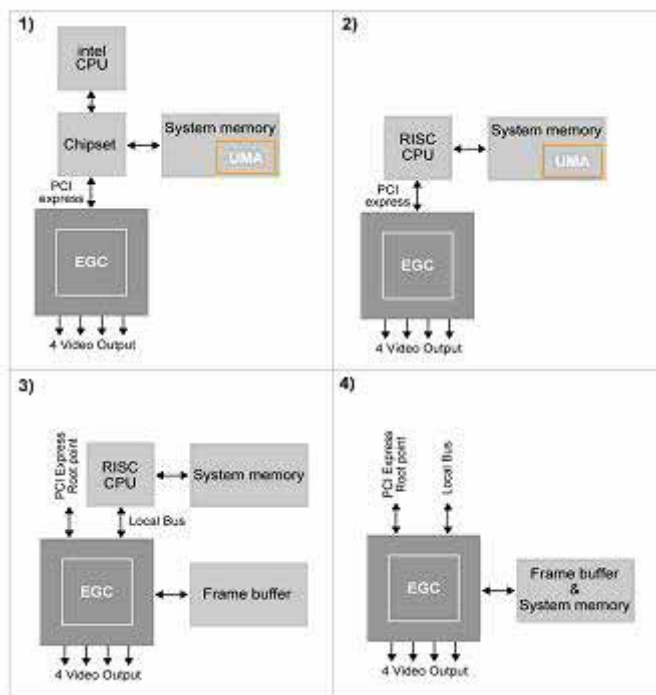 1)
intel
CPU
Chipset
System memory
UMA
PCI
express
EGC
4 Video Output
2)
RISC
CPU
System memory
UMA
PCI
express
EGC
4 Video Output
3)
PCI Express
Root point
RISC
CPU
System memory
Local Bus
EGC
Frame buffer
4 Video Output
4)
PCI Express
Root point
Local Bus
EGC
Frame buffer
&
System memory
4 Video Output